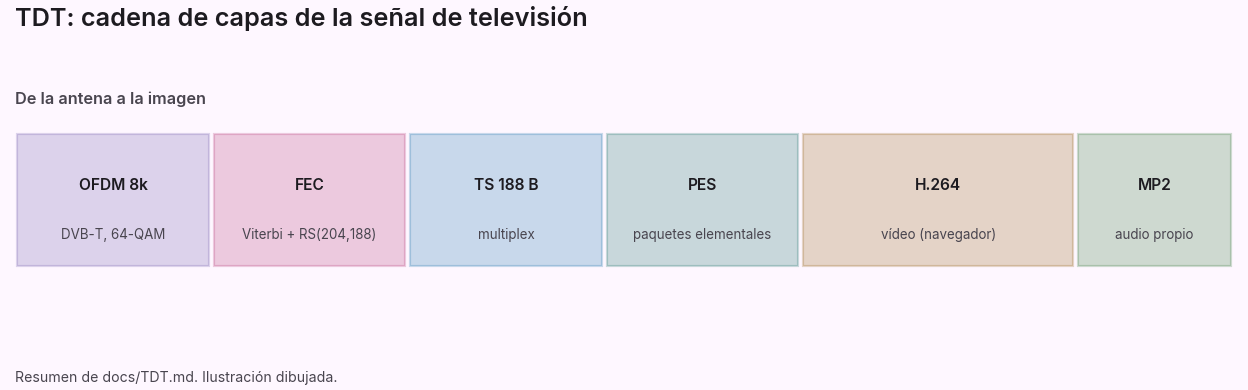 TDT: cadena de capas de la señal de televisión
De la antena a la imagen
OFDM 8k
DVB-T, 64-QAM
FEC
Viterbi + RS(204,188)
TS 188 B
multiplex
PES
paquetes elementales
H.264
vídeo (navegador)
MP2
audio propio
Resumen de docs/TDT.md. Ilustración dibujada.